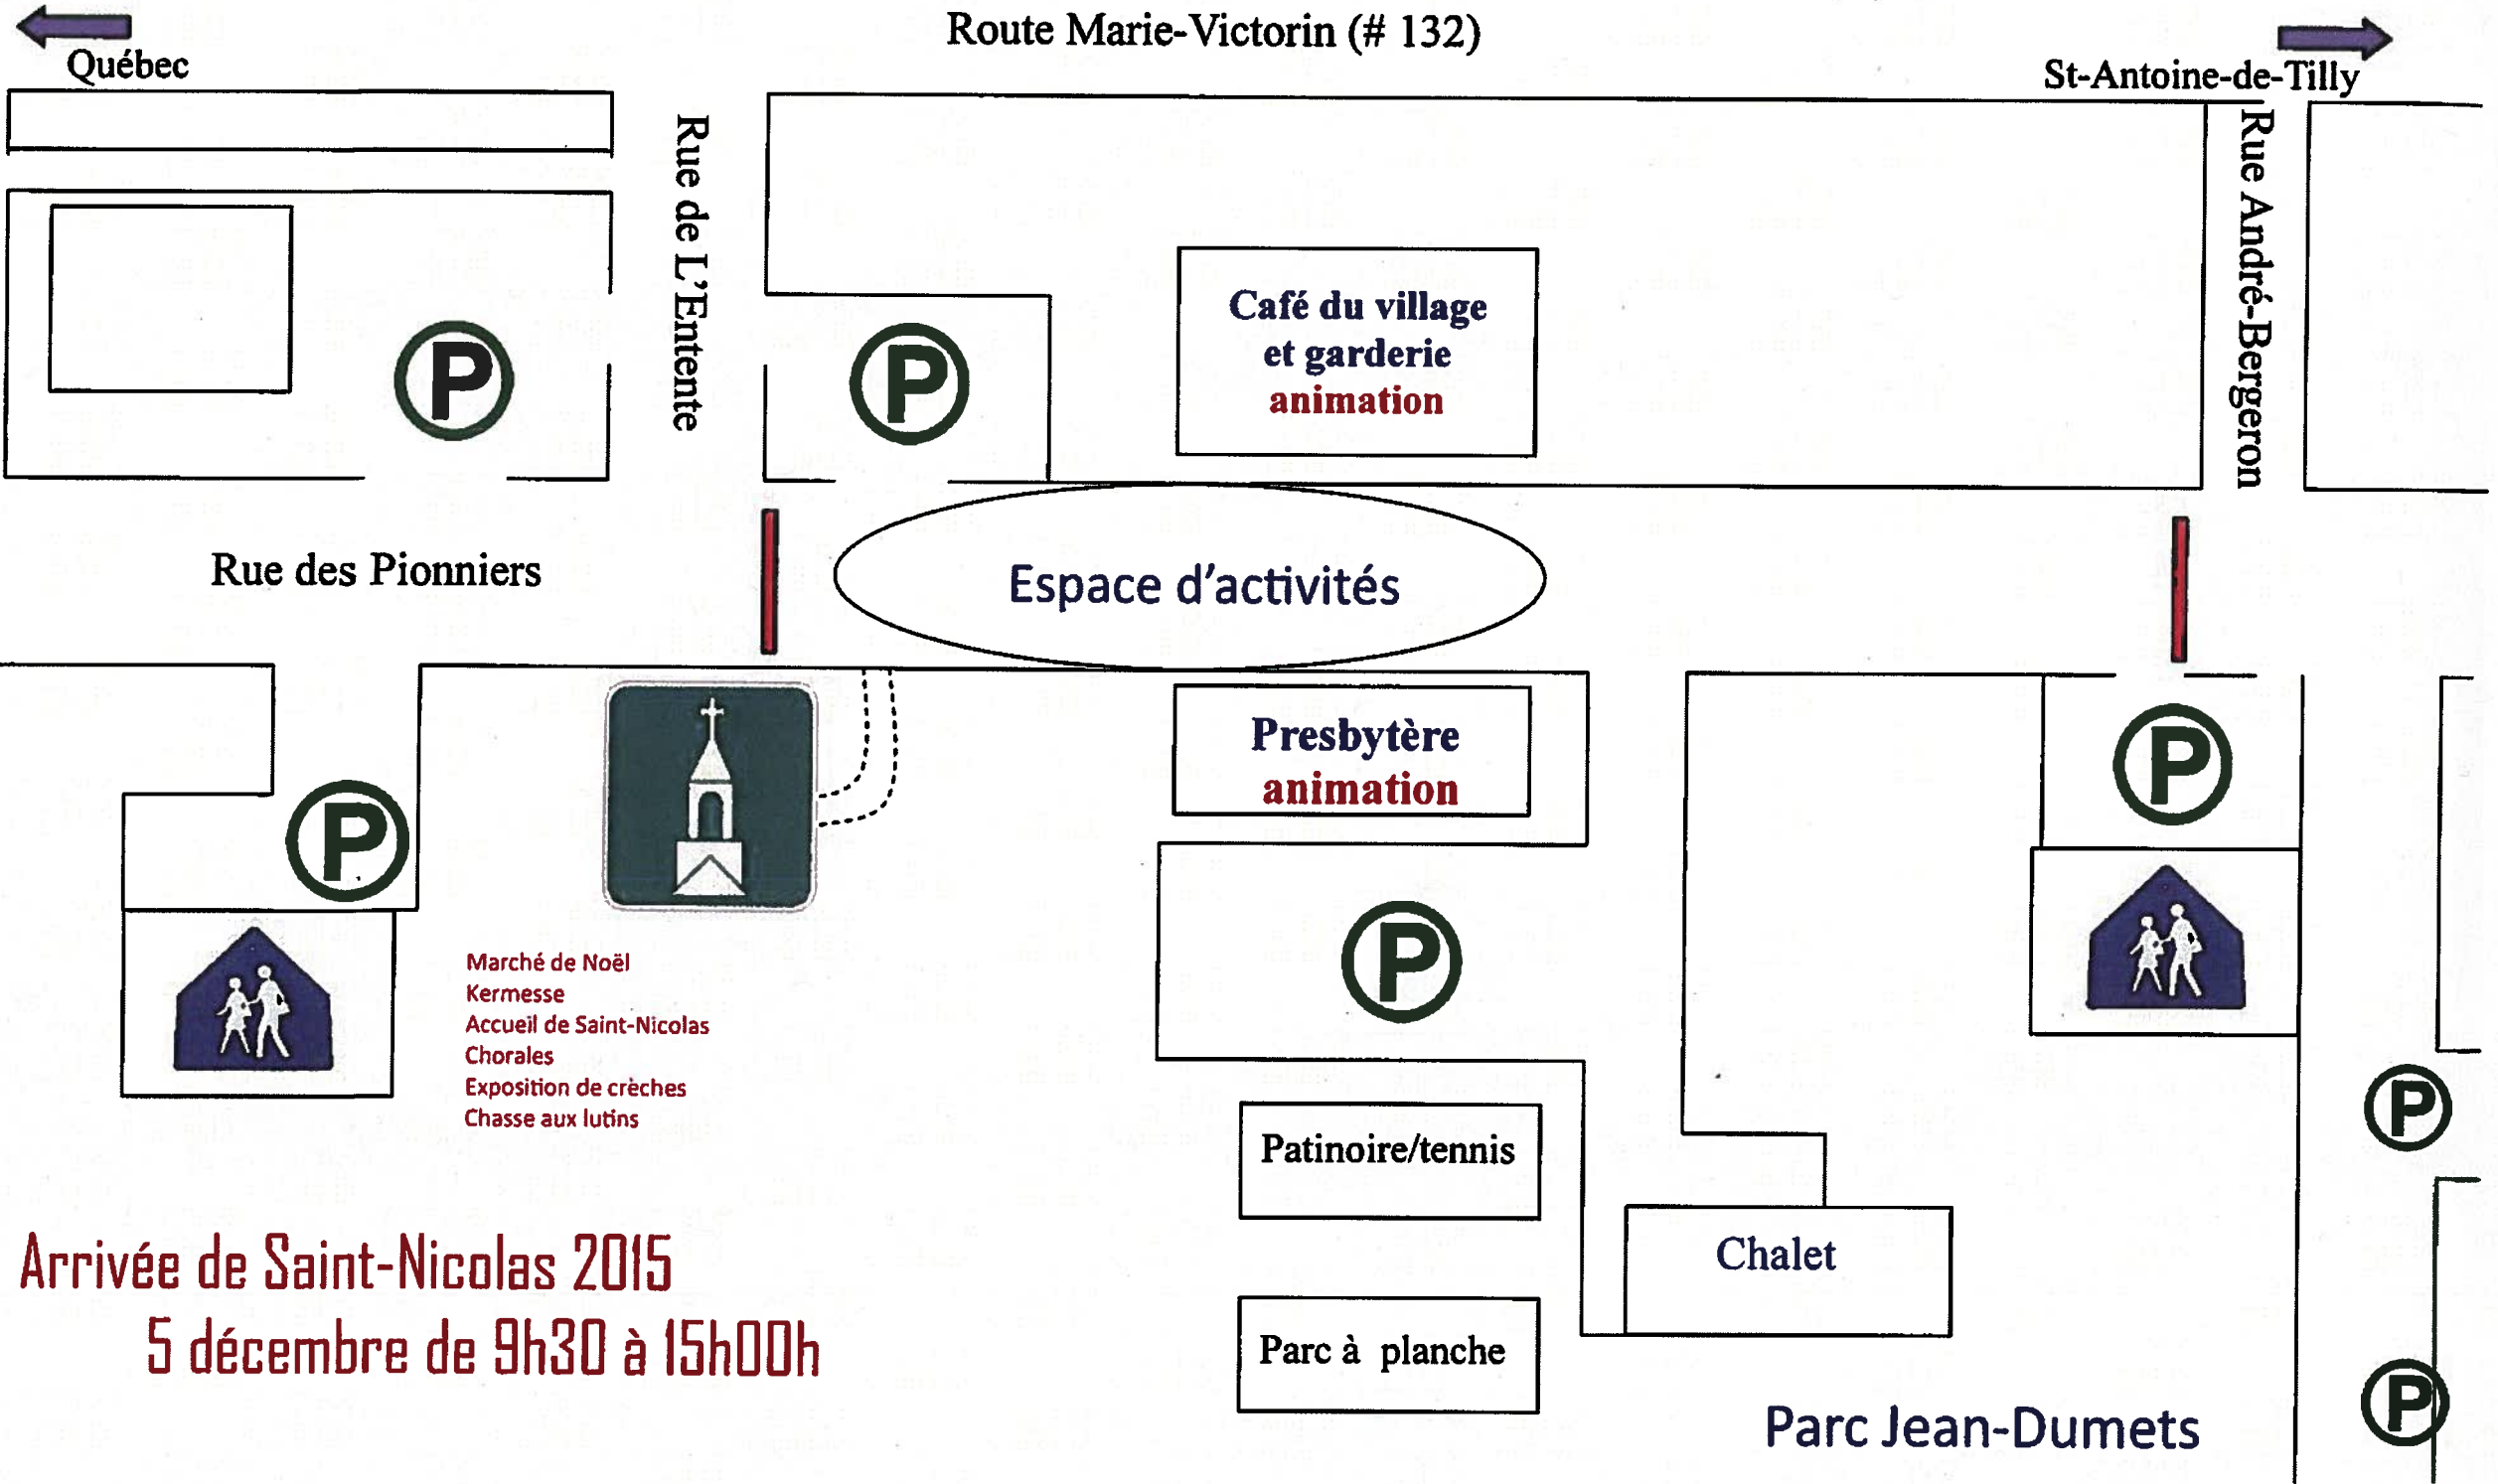 Route Marie-Victorin (# 132)
Québec
St-Antoine-de-Tilly
Rue de L'Entente
Rue André-Bergeron
Café du village
et garderie
animation
P
P
Rue des Pionniers
Espace d'activités
Presbytère
animation
P
P
P
Marché de Noël
Kermesse
Accueil de Saint-Nicolas
Chorales
Exposition de crèches
Chasse aux lutins
P
Patinoire/tennis
Chalet
Arrivée de Saint-Nicolas 2015
5 décembre de 9h30 à 15h00h
Parc à planche
P
Parc Jean-Dumets